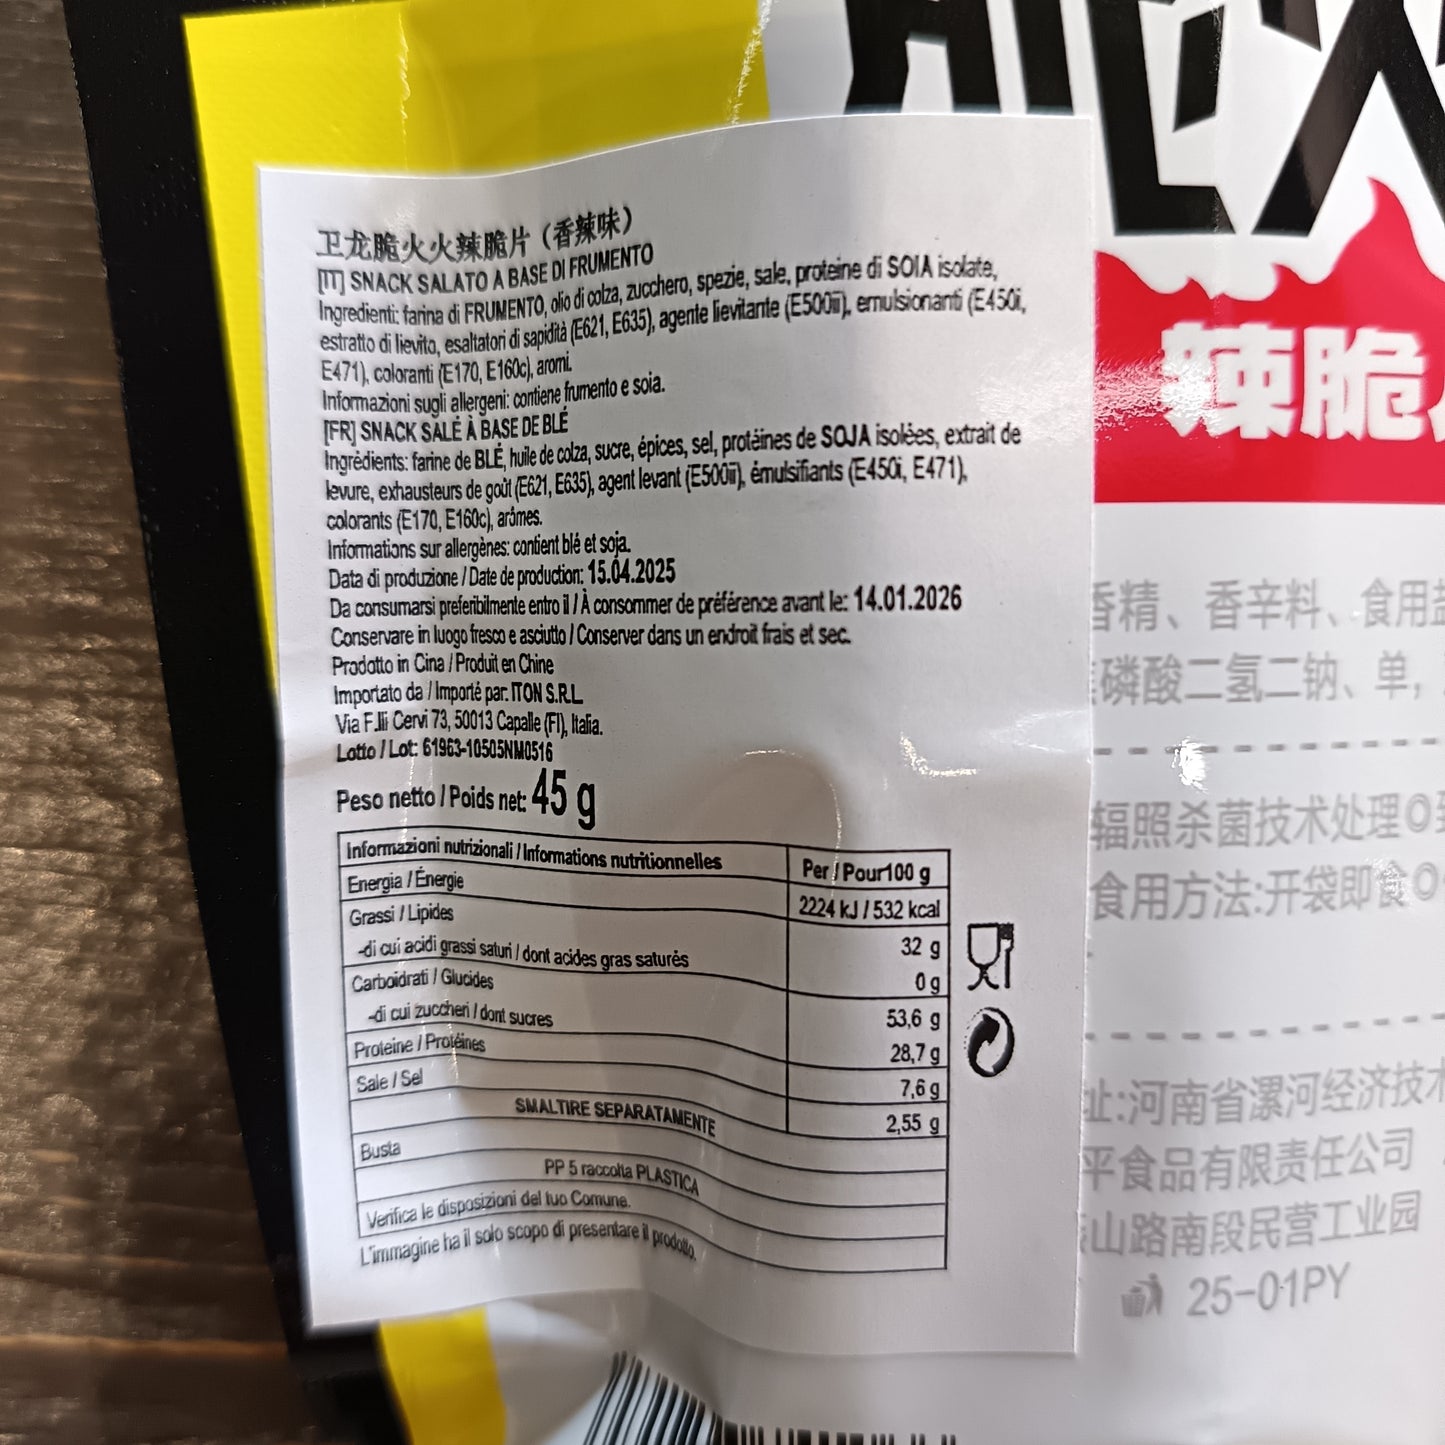 卫龙脆火火辣脆片（香辣味）
[IT] SNACK SALATO A BASE DI FRUMENTO
Ingredienti: farina di FRUMENTO, olio di colza, zucchero, spezie, sale, proteine di SOIA isolate,
estratto di lievito, esaltatori di sapidità (E621, E635), agente lievitante (E500ii), emulsionanti (E450i,
E471), coloranti (E170, E160c), aromi.
Informazioni sugli allergeni: contiene frumento e soia.
[FR] SNACK SALÉ À BASE DE BLÉ
Ingrédients: farine de BLÉ, huile de colza, sucre, épices, sel, protéines de SOJA isolées, extrait de
levure, exhausteurs de goût (E621, E635), agent levant (E500ii), émulsifiants (E450i, E471),
colorants (E170, E160c), arômes.
Informations sur allergènes: contient blé et soja.
Data di produzione / Date de production: 15.04.2025
Da consumarsi preferibilmente entro il / À consommer de préférence avant le: 14.01.2026
Conservare in luogo fresco e asciutto / Conserver dans un endroit frais et sec.
Prodotto in Cina / Produit en Chine
Importato da / Importé par: ITON S.R.L
Via F.lli Cervi 73, 50013 Capalle (FI), Italia.
Lotto / Lot: 61963-10505NM0516
Peso netto / Poids net: 45 g
Informazioni nutrizionali / Informations nutritionnelles Per / Pour100 g
Energia / Énergie 2224 kJ / 532 kcal
Grassi / Lipides 32 g
-di cui acidi grassi saturi / dont acides gras saturés 0 g
Carboidrati / Glucides 53,6 g
-di cui zuccheri / dont sucres 28,7 g
Proteine / Protéines 7,6 g
Sale / Sel 2,55 g
SMALTIRE SEPARATAMENTE
Busta
PP 5 raccolta PLASTICA
Verifica le disposizioni del tuo Comune.
L'immagine ha il solo scopo di presentare il prodotto.
辣脆
香精、香辛料、食用盐
磷酸二氢二钠、单,
辐照杀菌技术处理
食用方法:开袋即食
址:河南省漯河经济技术
平食品有限责任公司
山路南段民营工业园
25-01PY